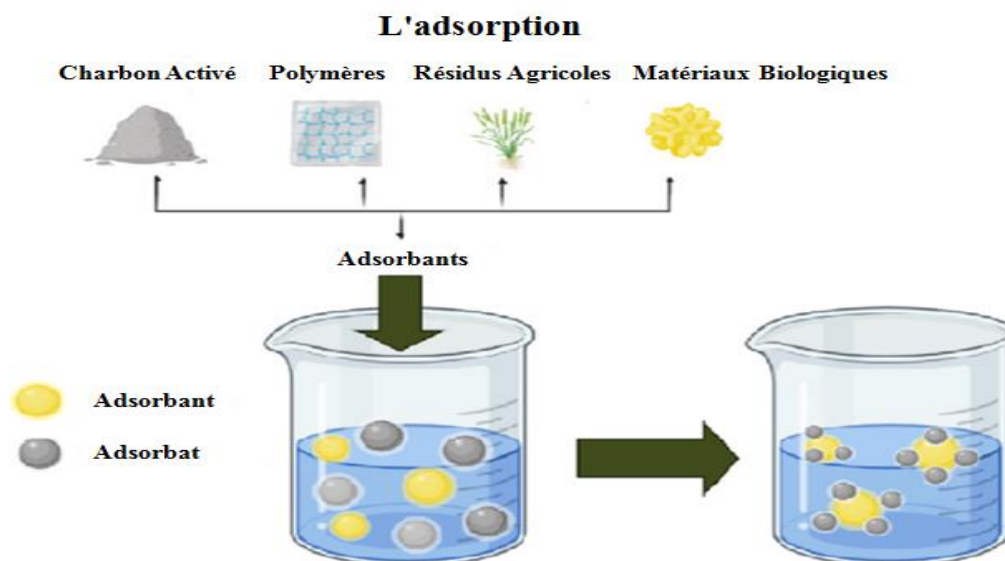 L'adsorption
Charbon Activé Polymères Résidus Agricoles Matériaux Biologiques
Adsorbants
Adsorbant
Adsorbat